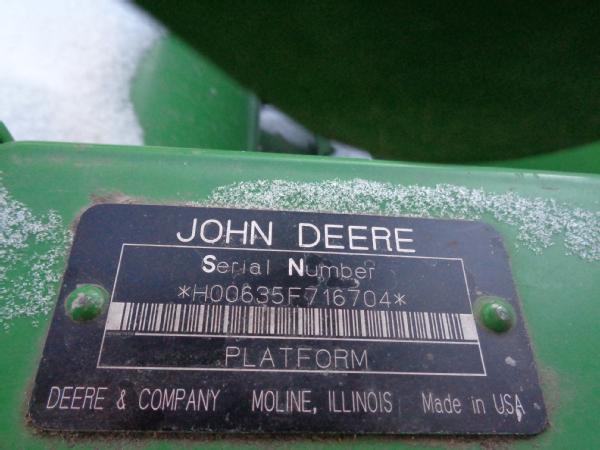 JOHN DEERE
Serial Number
*H00635F716704*
PLATFORM
DEERE & COMPANY MOLINE, ILLINOIS Made in USA